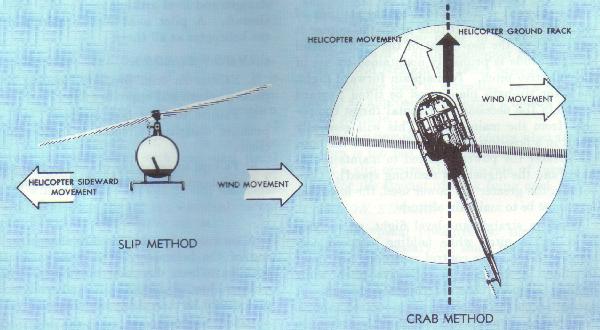 HELICOPTER MOVEMENT
HELICOPTER GROUND TRACK
WIND MOVEMENT
HELICOPTER SIDEWARD
MOVEMENT
WIND MOVEMENT
SLIP METHOD
CRAB METHOD